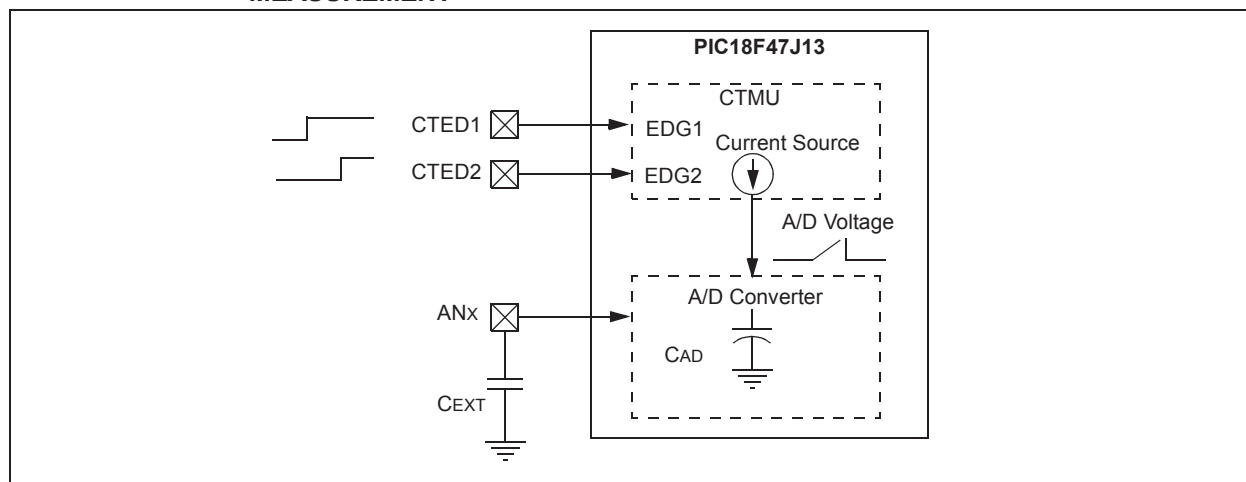 PIC18F47J13
CTMU
CTED1
EDG1
Current Source
CTED2
EDG2
A/D Voltage
A/D Converter
ANX
CAD
CEXT